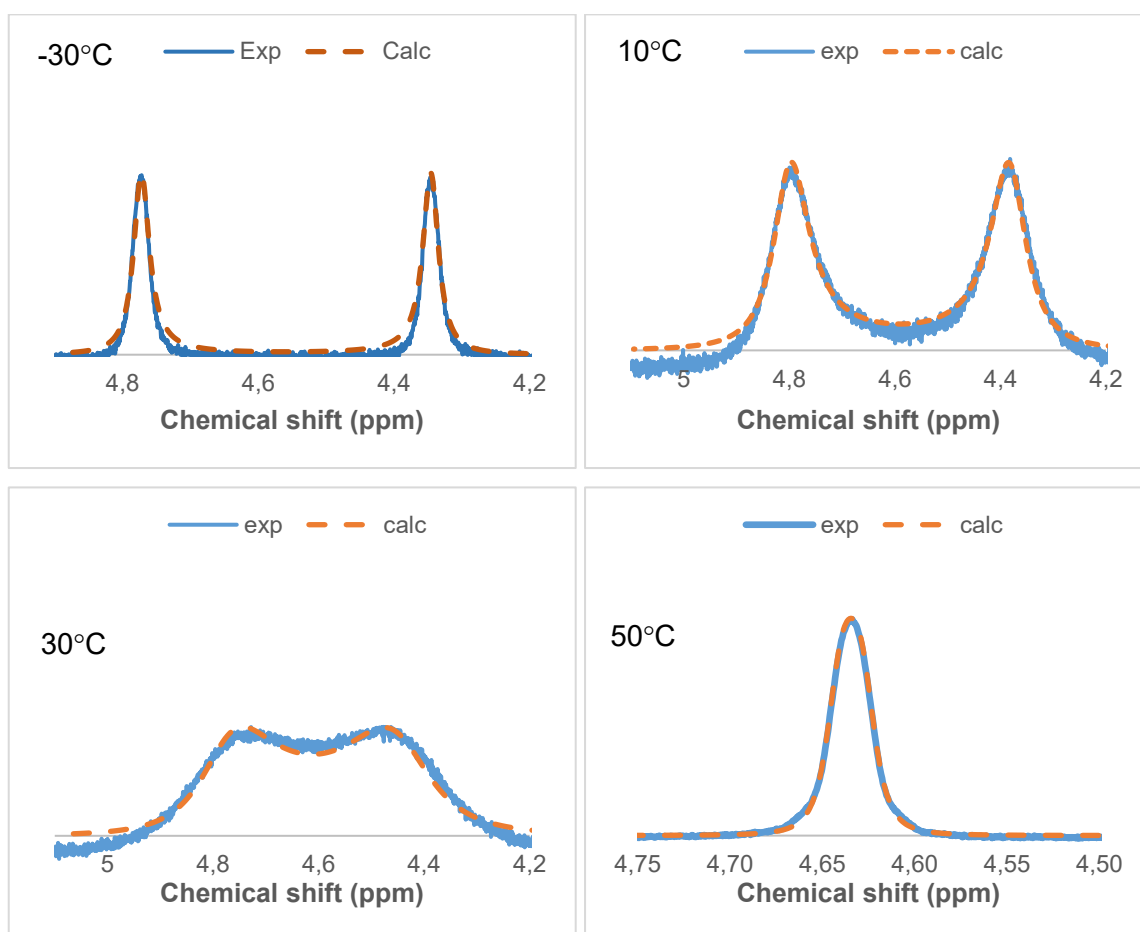 -30°C
Exp
Calc
4,8
4,6
4,4
4,2
Chemical shift (ppm)
10°C
exp
calc
5
4,8
4,6
4,4
4,2
Chemical shift (ppm)
30°C
exp
calc
5
4,8
4,6
4,4
4,2
Chemical shift (ppm)
50°C
exp
calc
4,75
4,70
4,65
4,60
4,55
4,50
Chemical shift (ppm)